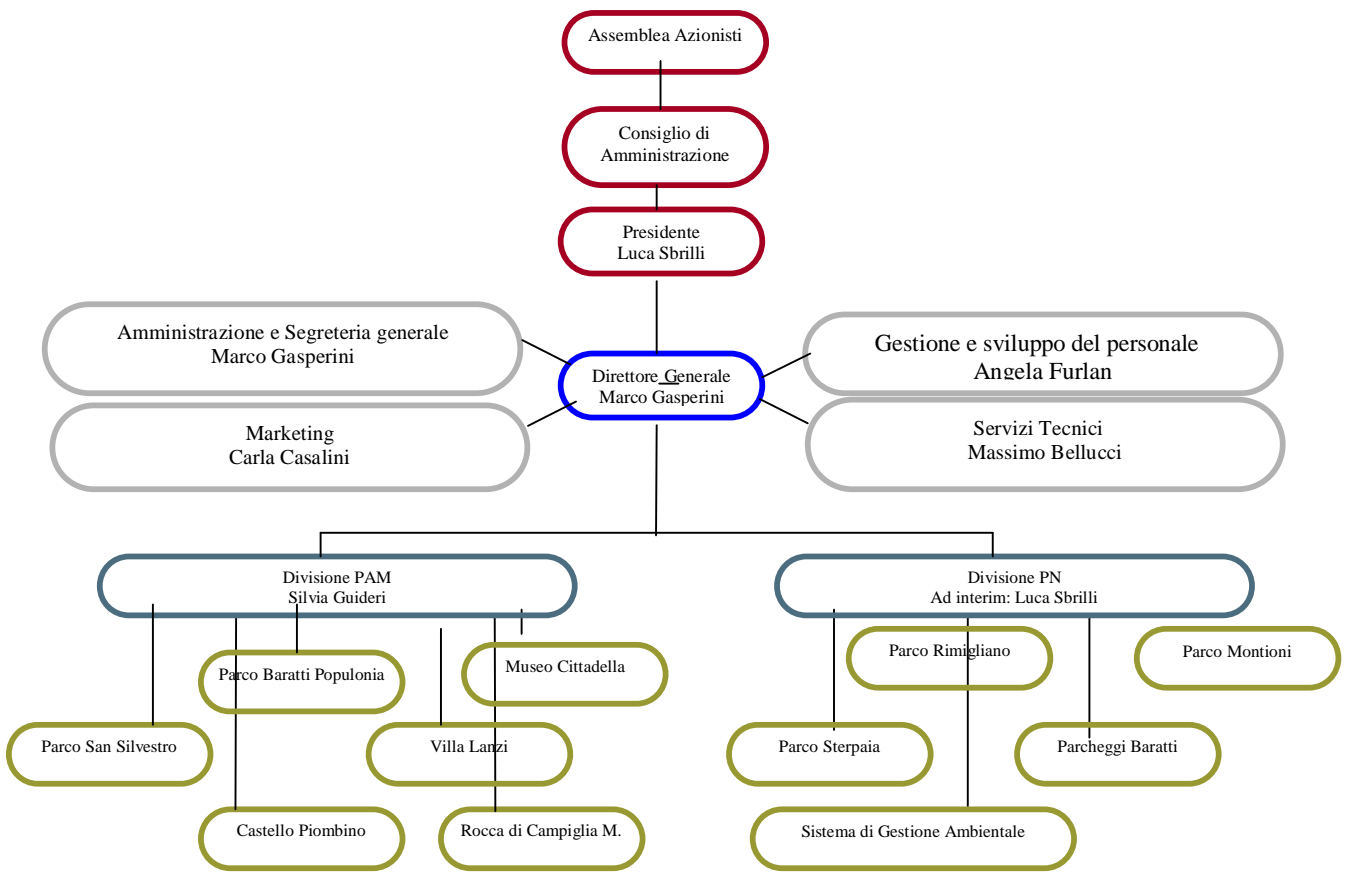 Assemblea Azionisti
Consiglio di
Amministrazione
Presidente
Luca Sbrilli
Amministrazione e Segreteria generale
Marco Gasperini
Gestione e sviluppo del personale
Angela Furlan
Direttore Generale
Marco Gasperini
Marketing
Carla Casalini
Servizi Tecnici
Massimo Bellucci
Divisione PAM
Silvia Guideri
Divisione PN
Ad interim: Luca Sbrilli
Parco Baratti Populonia
Museo Cittadella
Parco Rimigliano
Parco Montioni
Parco San Silvestro
Villa Lanzi
Parco Sterpaia
Parcheggi Baratti
Castello Piombino
Rocca di Campiglia M.
Sistema di Gestione Ambientale